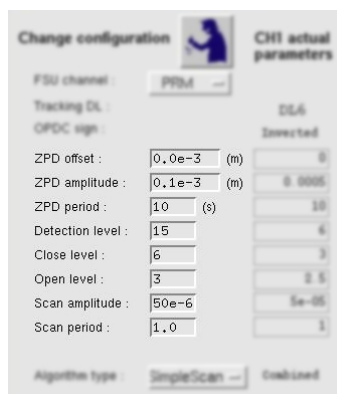 Change configuration CH1 actual
parameters
FSU channel : PRM
Tracking DL : DL6
OPDC sign : Inverted
ZPD offset : 0.0e-3 (m) 0
ZPD amplitude : 0.1e-3 (m) 0.0005
ZPD period : 10 (s) 10
Detection level : 15 6
Close level : 6 3
Open level : 3 2.5
Scan amplitude : 50e-6 5e-05
Scan period : 1.0 1
Algorithm type : SimpleScan Combined